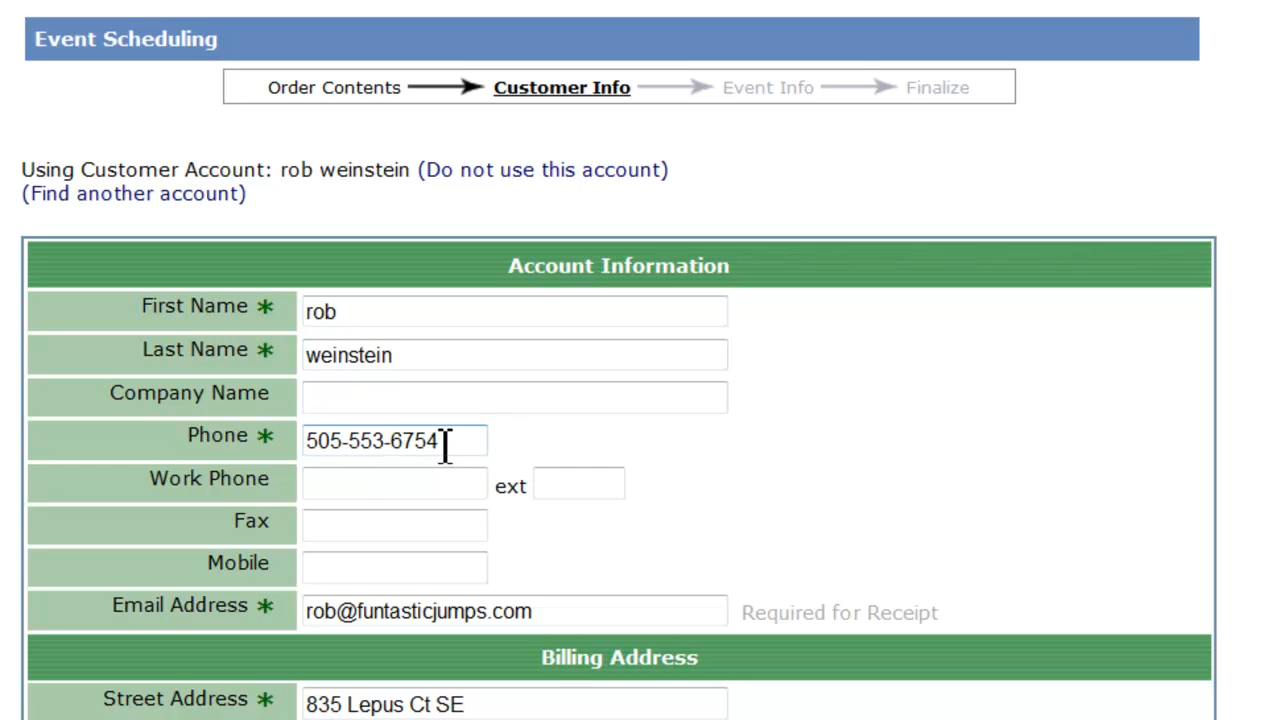 Event Scheduling
Order Contents Customer Info Event Info Finalize
Using Customer Account: rob weinstein (Do not use this account)
(Find another account)
Account Information
First Name * rob
Last Name * weinstein
Company Name
Phone * 505-553-6754
Work Phone ext
Fax
Mobile
Email Address * rob@funtasticjumps.com Required for Receipt
Billing Address
Street Address * 835 Lepus Ct SE